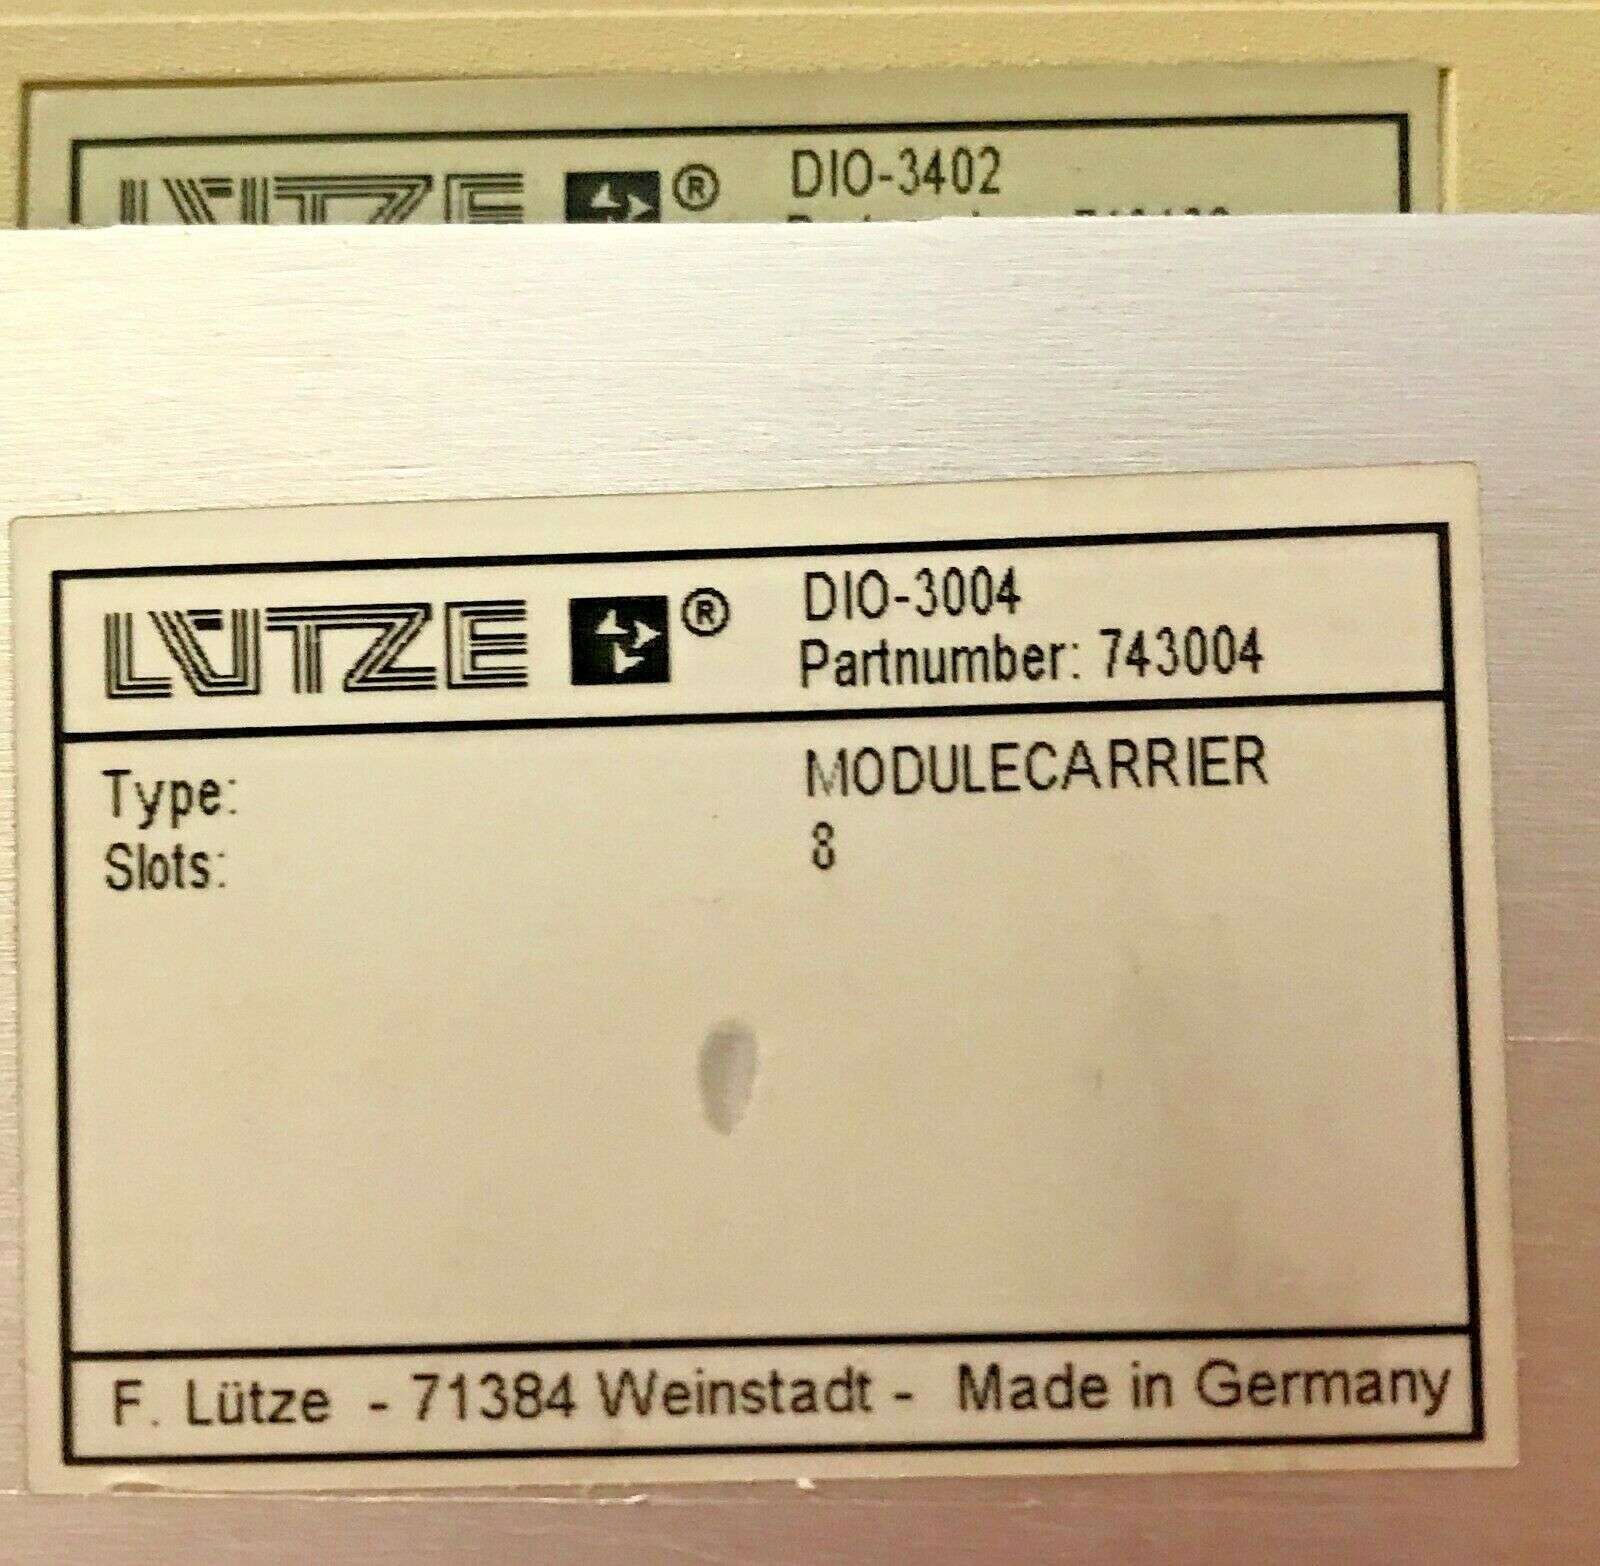 LÜTZE ® DIO-3402
LÜTZE ® DIO-3004
Partnumber: 743004
Type: MODULECARRIER
Slots: 8
F. Lütze - 71384 Weinstadt - Made in Germany